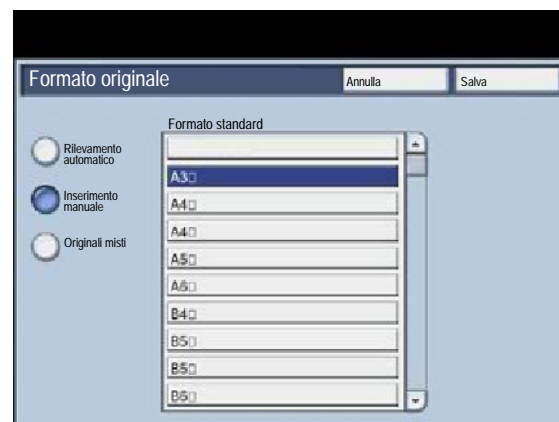 Formato originale
Annulla
Salva
Formato standard
Rilevamento
automatico
Inserimento
manuale
Originali misti
A3
A4
A4
A5
A6
B4
B5
B5
B6